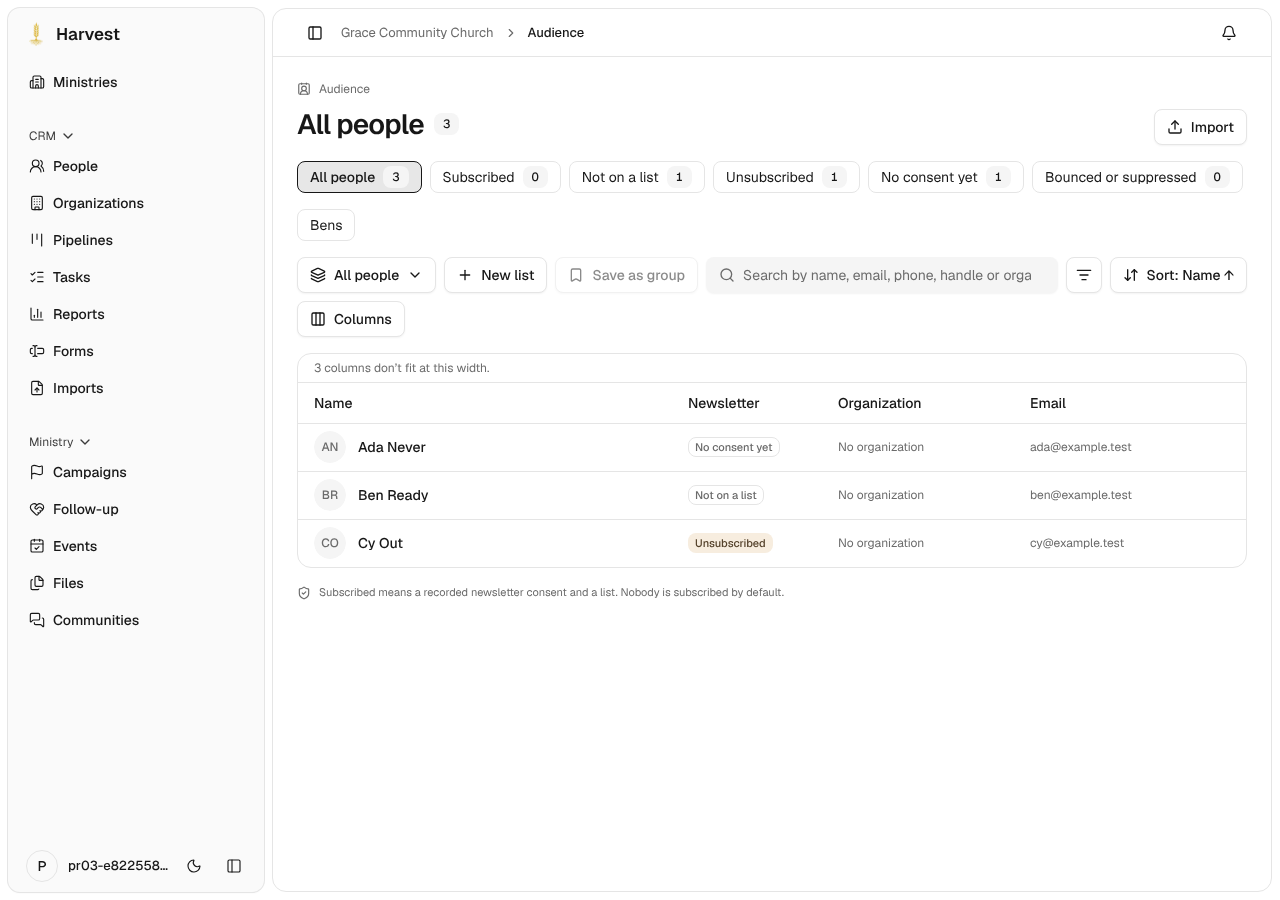 Harvest
Ministries
CRM
People
Organizations
Pipelines
Tasks
Reports
Forms
Imports
Ministry
Campaigns
Follow-up
Events
Files
Communities
P pr03-e822558…
Grace Community Church > Audience
Audience
All people 3
Import
All people 3 Subscribed 0 Not on a list 1 Unsubscribed 1 No consent yet 1 Bounced or suppressed 0
Bens
All people New list Save as group Search by name, email, phone, handle or orga Sort: Name ↑
Columns
3 columns don’t fit at this width.
Name Newsletter Organization Email
AN Ada Never No consent yet No organization ada@example.test
BR Ben Ready Not on a list No organization ben@example.test
CO Cy Out Unsubscribed No organization cy@example.test
Subscribed means a recorded newsletter consent and a list. Nobody is subscribed by default.